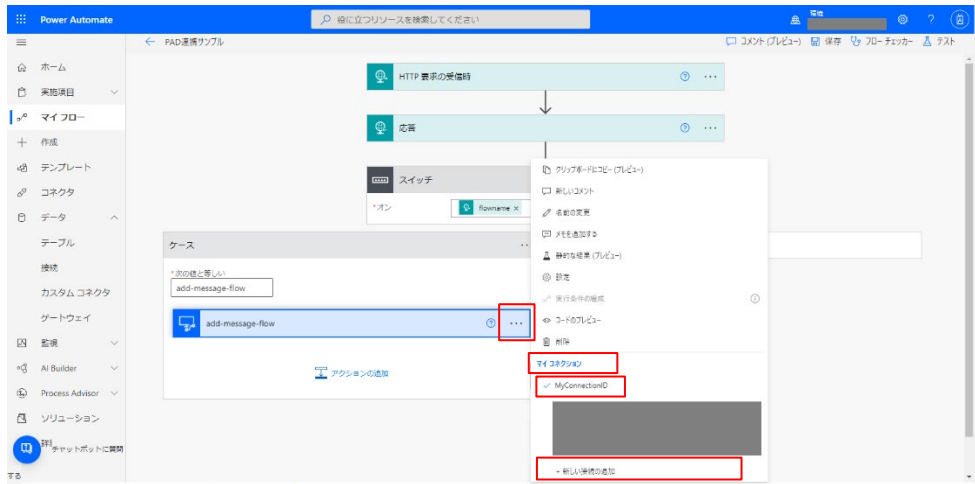 Power Automate
役に立つリソースを検索してください
環境
PAD連携サンプル
コメント (プレビュー)
保存
フロー チェッカー
テスト
ホーム
実施項目
マイ フロー
作成
テンプレート
コネクタ
データ
テーブル
接続
カスタム コネクタ
ゲートウェイ
監視
AI Builder
Process Advisor
ソリューション
詳細
チャットボットに質問
する
HTTP 要求の受信時
応答
スイッチ
*オン
flowname ×
ケース
*次の値と等しい
add-message-flow
add-message-flow
アクションの追加
クリップボードにコピー (プレビュー)
新しいコメント
名前の変更
メモを追加する
静的な結果 (プレビュー)
設定
実行条件の構成
コードのプレビュー
削除
マイ コネクション
MyConnectionID
+ 新しい接続の追加